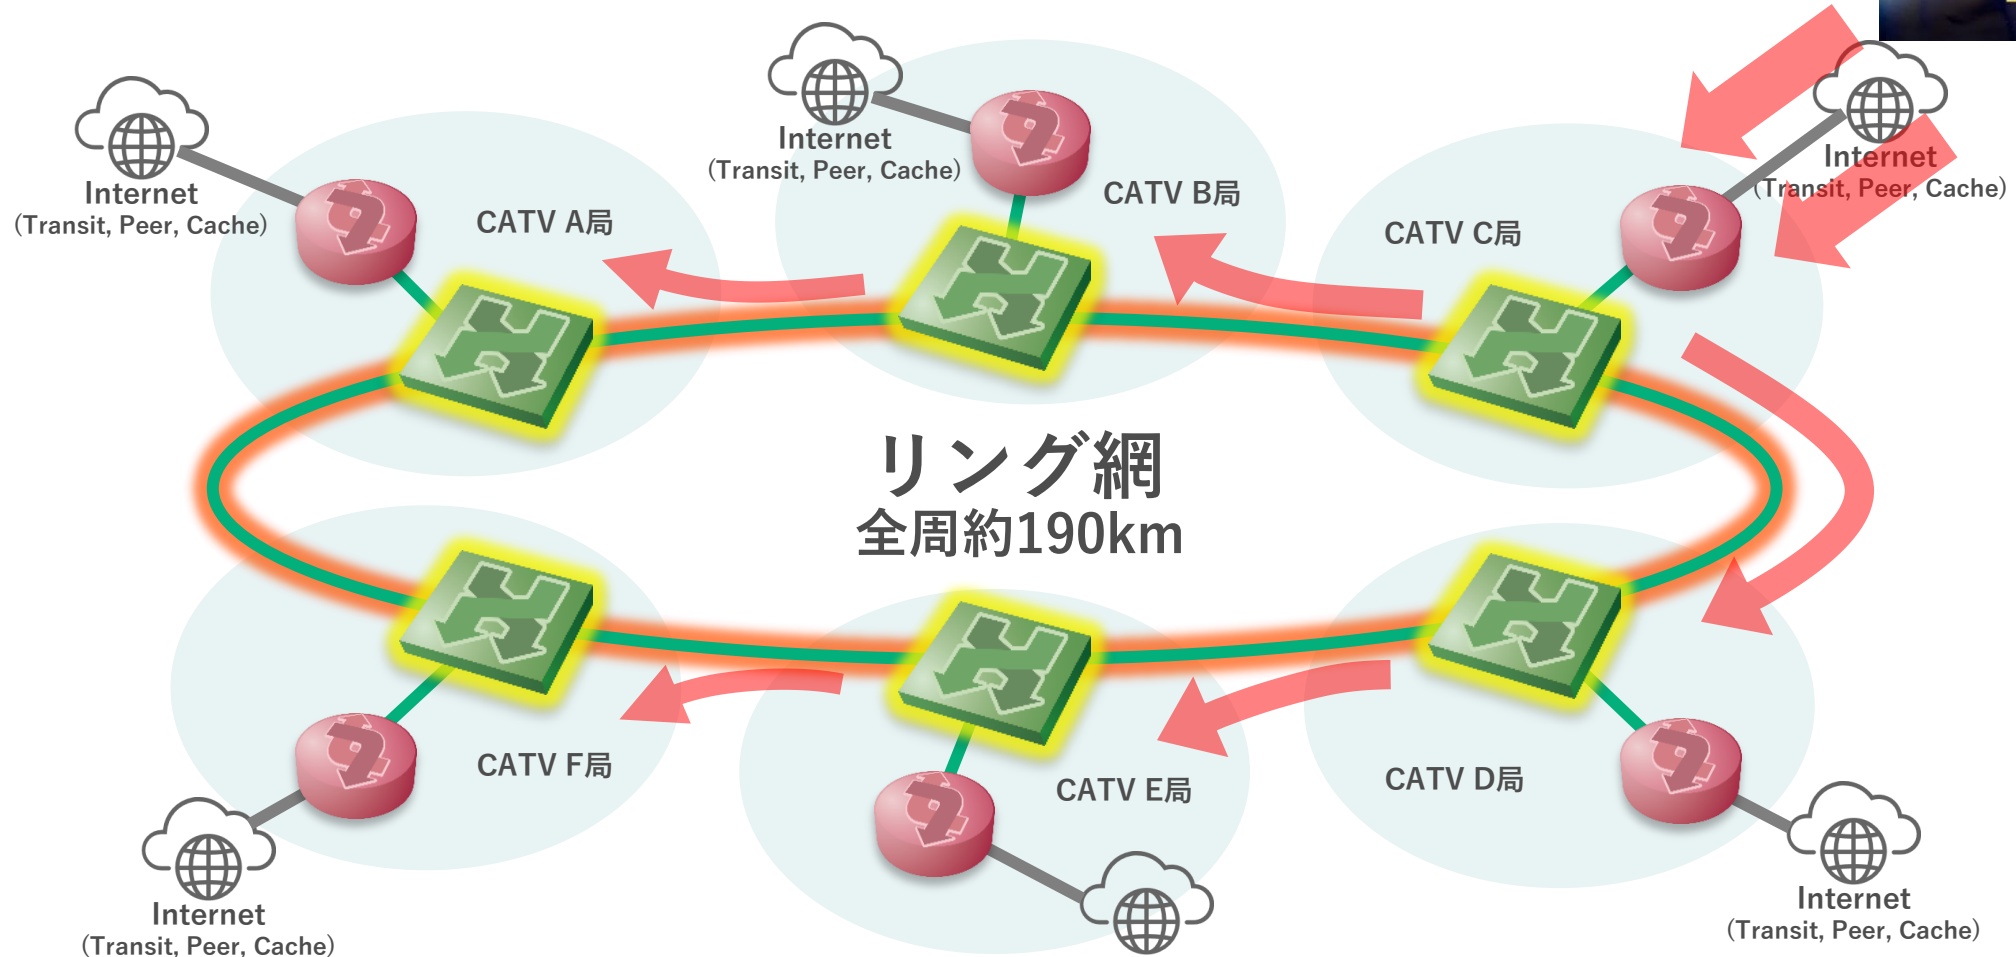 Internet
(Transit, Peer, Cache)
CATV A局
Internet
(Transit, Peer, Cache)
CATV B局
Internet
(Transit, Peer, Cache)
CATV C局
リング網
全周約190km
CATV F局
Internet
(Transit, Peer, Cache)
CATV E局
CATV D局
Internet
(Transit, Peer, Cache)